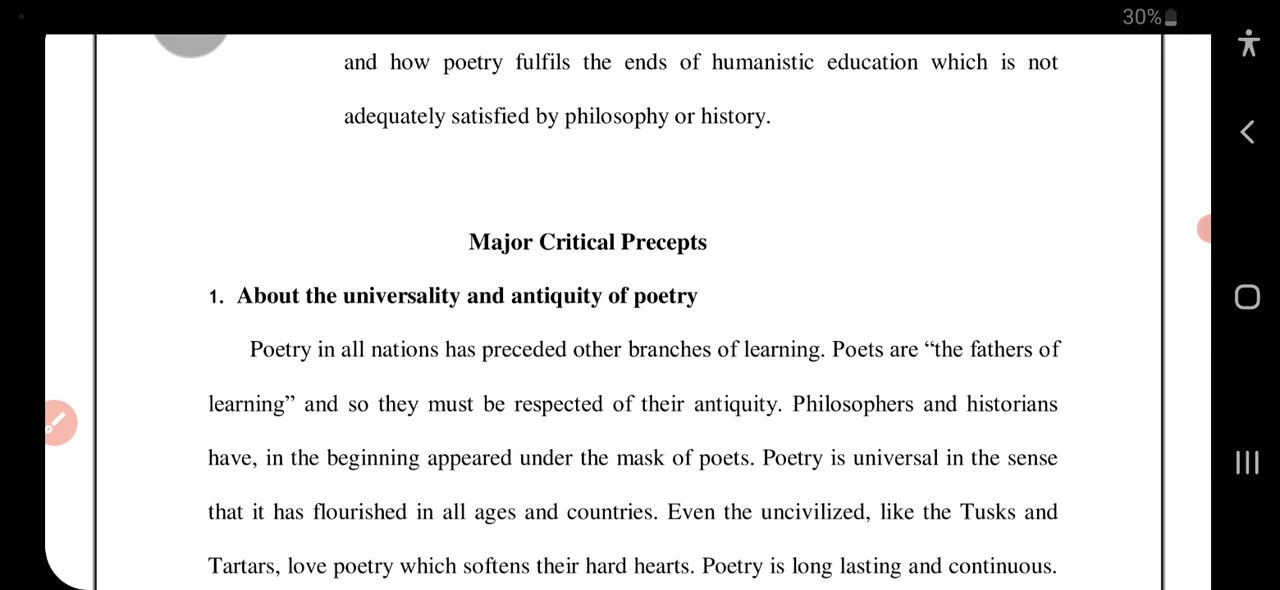 30%
and how poetry fulfils the ends of humanistic education which is not
adequately satisfied by philosophy or history.
Major Critical Precepts
1. About the universality and antiquity of poetry
Poetry in all nations has preceded other branches of learning. Poets are “the fathers of
learning” and so they must be respected of their antiquity. Philosophers and historians
have, in the beginning appeared under the mask of poets. Poetry is universal in the sense
that it has flourished in all ages and countries. Even the uncivilized, like the Tusks and
Tartars, love poetry which softens their hard hearts. Poetry is long lasting and continuous.